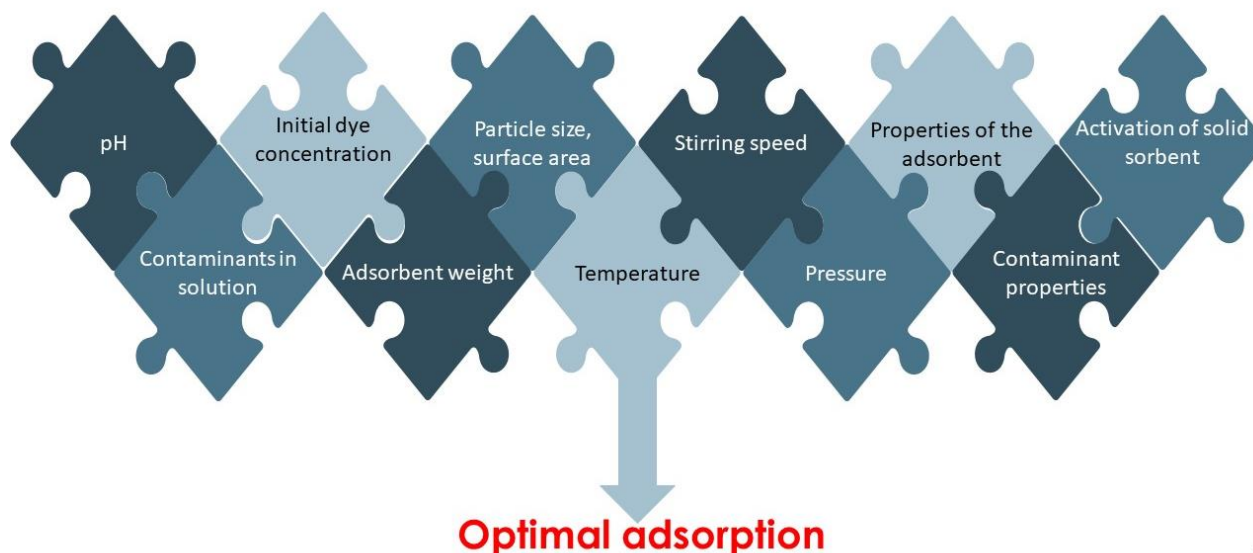 pH
Initial dye
concentration
Particle size,
surface area
Stirring speed
Properties of the
adsorbent
Activation of solid
sorbent
Contaminants in
solution
Adsorbent weight
Temperature
Pressure
Contaminant
properties
Optimal adsorption